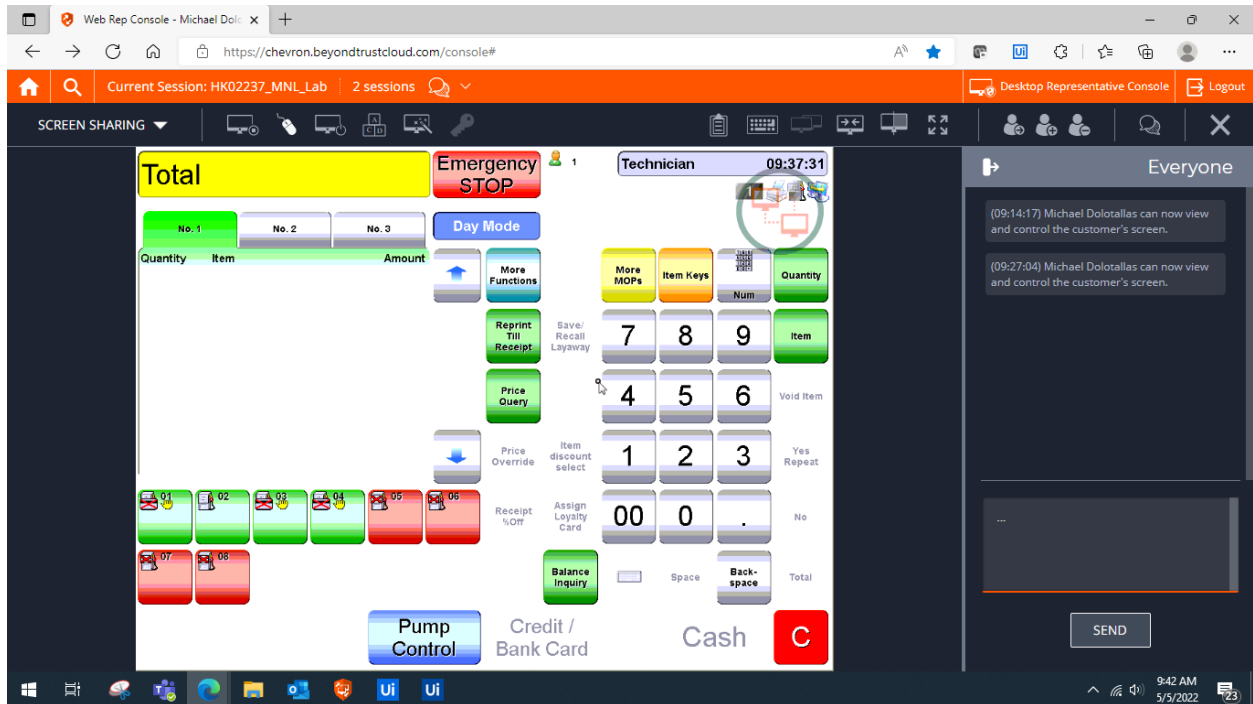 Web Rep Console - Michael Dolo
https://chevron.beyondtrustcloud.com/console#
Current Session: HK02237_MNL_Lab
2 sessions
Desktop Representative Console
Logout
SCREEN SHARING
Total
Emergency
STOP
1
Technician 09:37:31
1
No. 1
No. 2
No. 3
Day Mode
Quantity Item Amount
More
Functions
More
MOPs
Item Keys
Num
Quantity
Reprint
Till
Receipt
Save/
Recall
Layaway
7
8
9
Item
Price
Query
4
5
6
Void Item
Price
Override
Item
discount
select
1
2
3
Yes
Repeat
01
02
03
04
05
06
Receipt
%Off
Assign
Loyalty
Card
00
0
.
No
07
08
Balance
Inquiry
Space
Back-
space
Total
Pump
Control
Credit /
Bank Card
Cash
C
Everyone
(09:14:17) Michael Dolotallas can now view
and control the customer's screen.
(09:27:04) Michael Dolotallas can now view
and control the customer's screen.
...
SEND
Ui
Ui
Ui
9:42 AM
5/5/2022
23